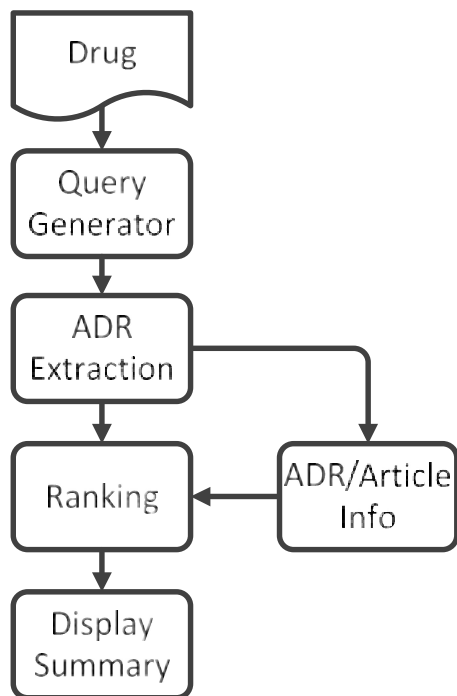 Drug
Query
Generator
ADR
Extraction
Ranking
ADR/Article
Info
Display
Summary